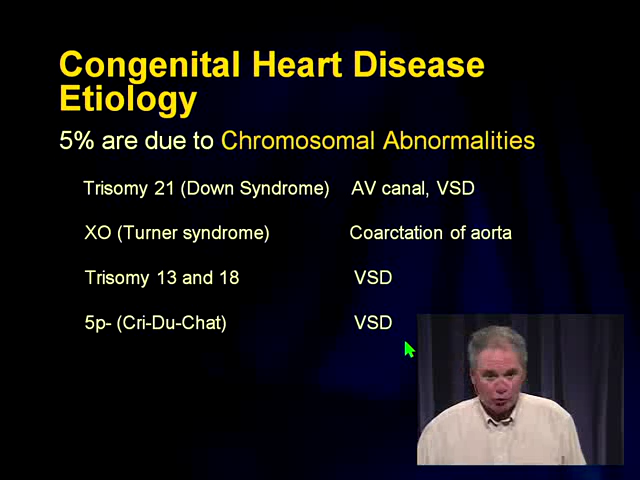 Congenital Heart Disease
Etiology
5% are due to Chromosomal Abnormalities
Trisomy 21 (Down Syndrome) AV canal, VSD
XO (Turner syndrome) Coarctation of aorta
Trisomy 13 and 18 VSD
5p- (Cri-Du-Chat) VSD